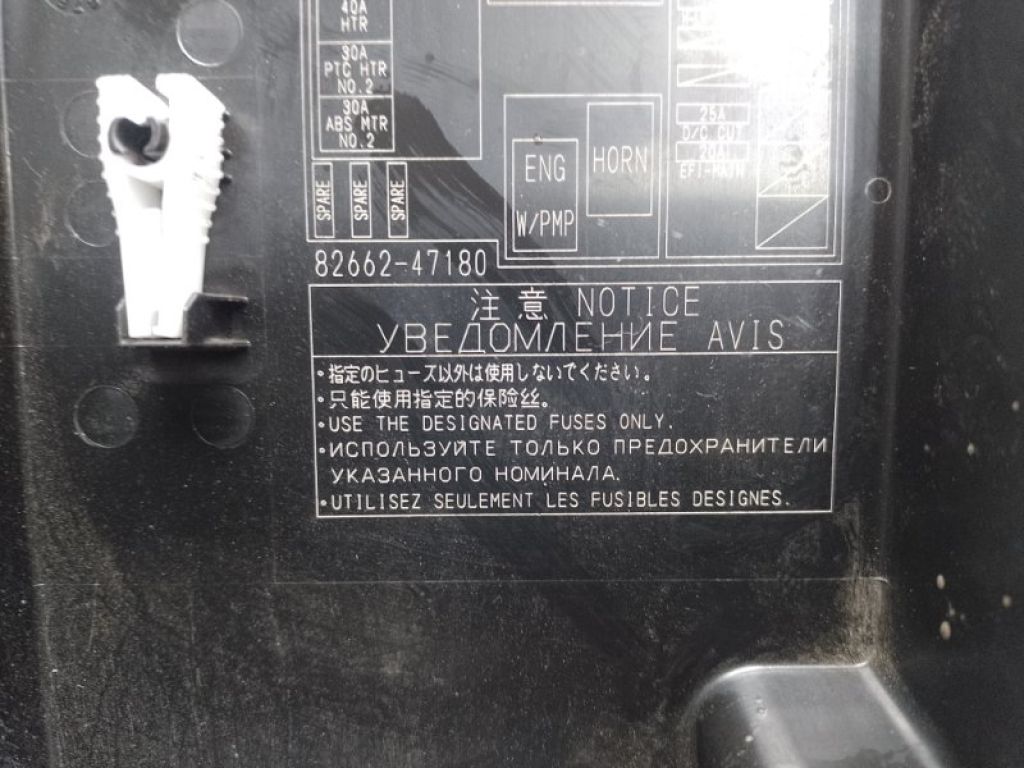 40A
HTR
30A
PTC HTR
NO.2
30A
ABS MTR
NO.2
SPARE
SPARE
SPARE
ENG
W/PMP
HORN
25A
D/C CUT
EFI-MAIN
82662-47180
注意 NOTICE
УВЕДОМЛЕНИЕ AVIS
・指定のヒューズ以外は使用しないでください。
・只能使用指定的保险丝。
・USE THE DESIGNATED FUSES ONLY.
・ИСПОЛЬЗУЙТЕ ТОЛЬКО ПРЕДОХРАНИТЕЛИ
УКАЗАННОГО НОМИНАЛА.
・UTILISEZ SEULEMENT LES FUSIBLES DESIGNES.